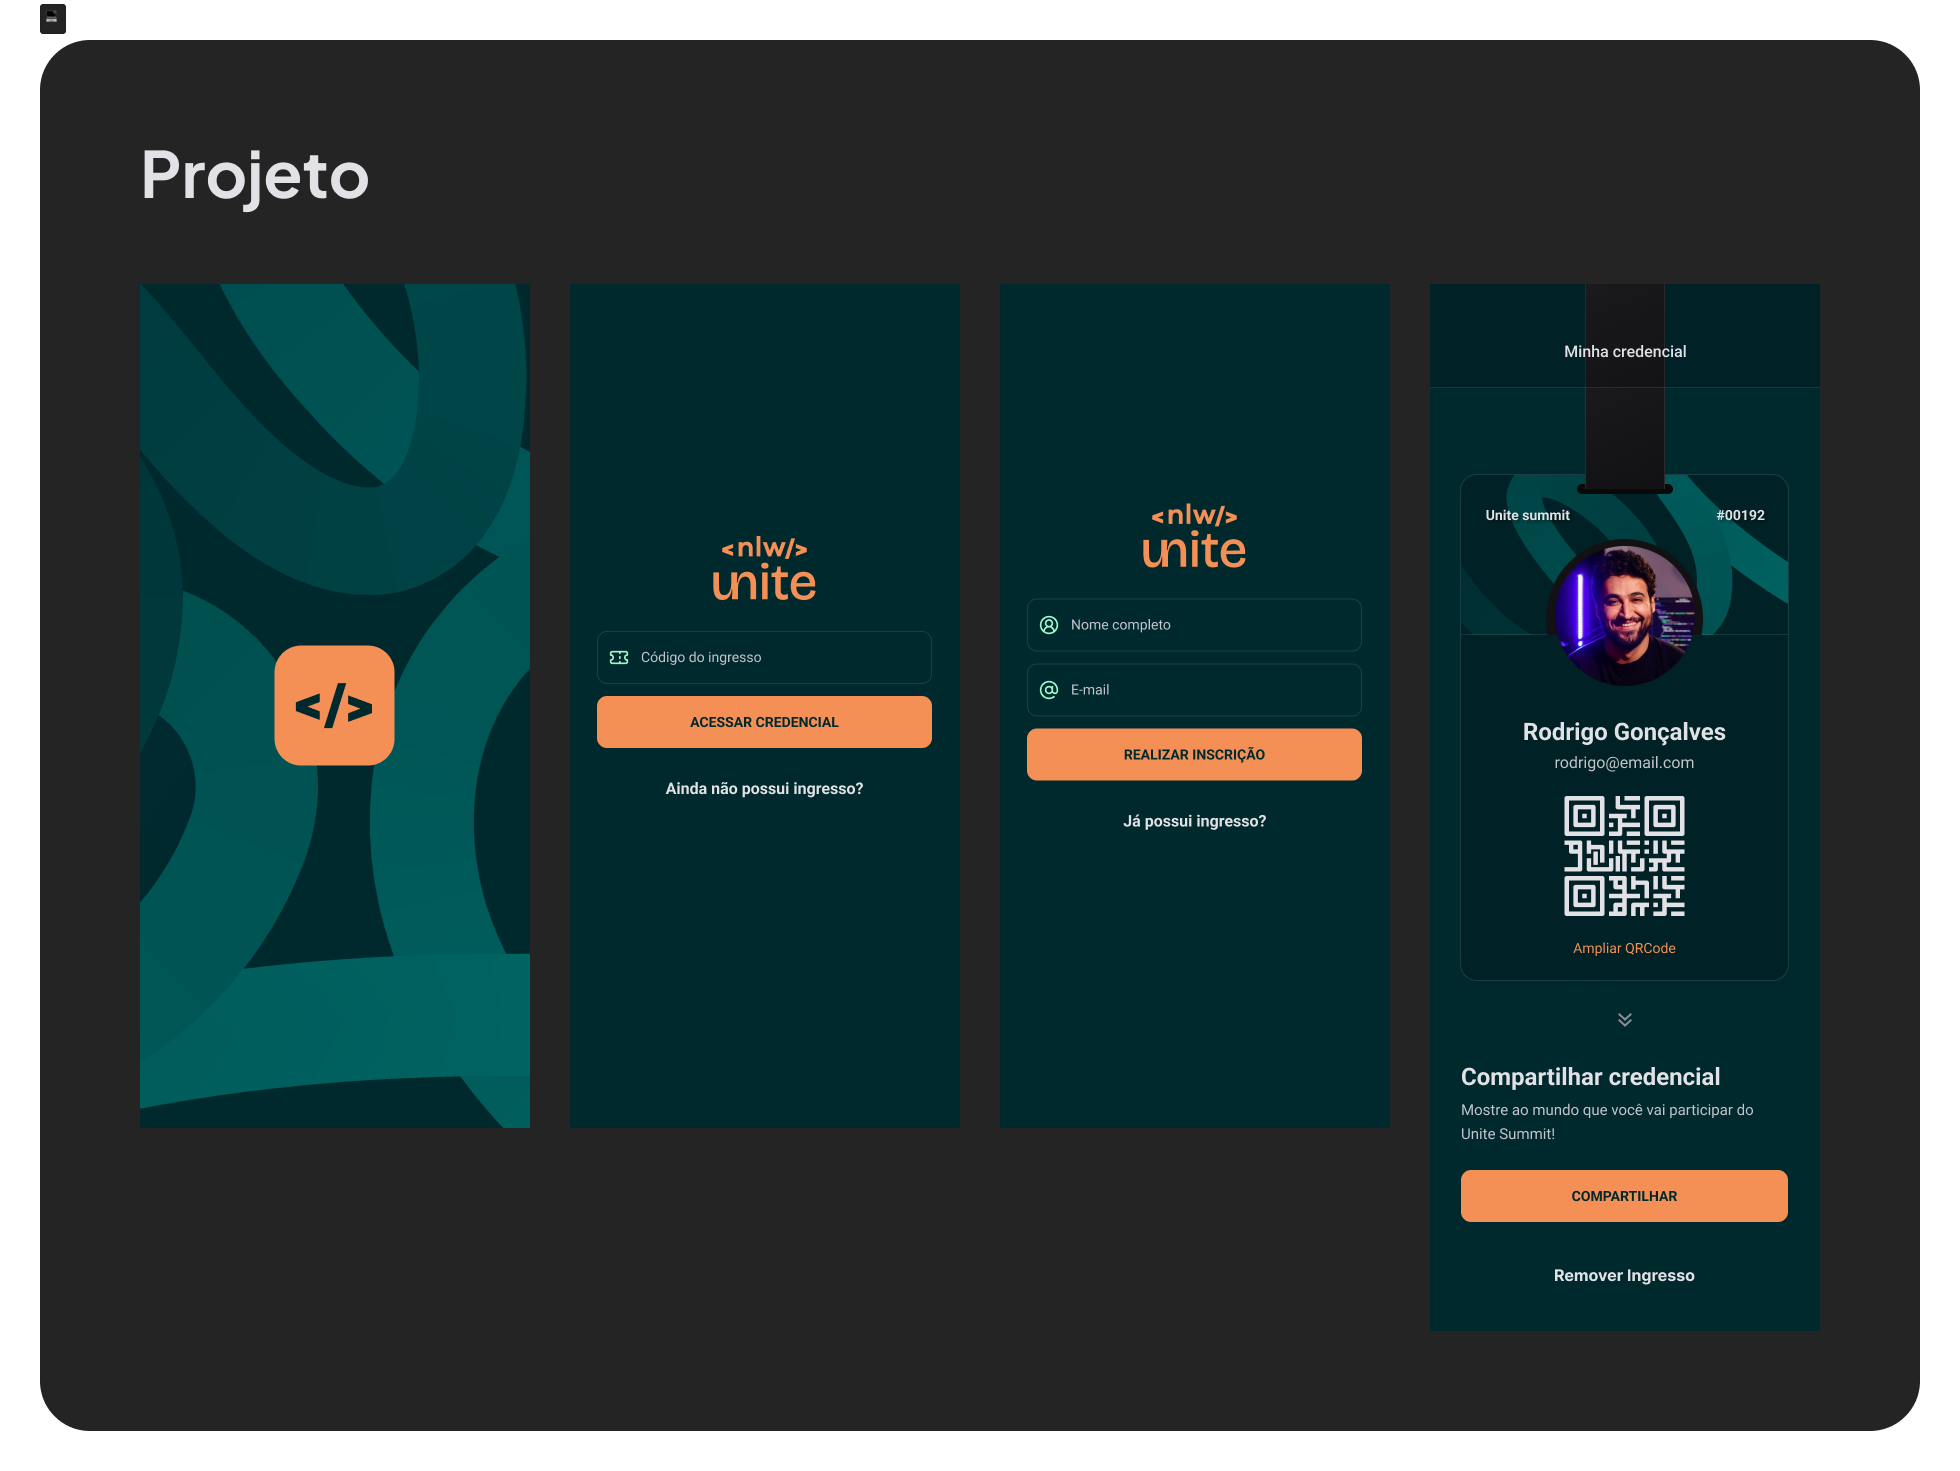 Projeto
</>
<nlw/>
unite
Código do ingresso
ACESSAR CREDENCIAL
Ainda não possui ingresso?
<nlw/>
unite
Nome completo
E-mail
REALIZAR INSCRIÇÃO
Já possui ingresso?
Minha credencial
Unite summit
#00192
Rodrigo Gonçalves
rodrigo@email.com
Ampliar QRCode
Compartilhar credencial
Mostre ao mundo que você vai participar do
Unite Summit!
COMPARTILHAR
Remover Ingresso